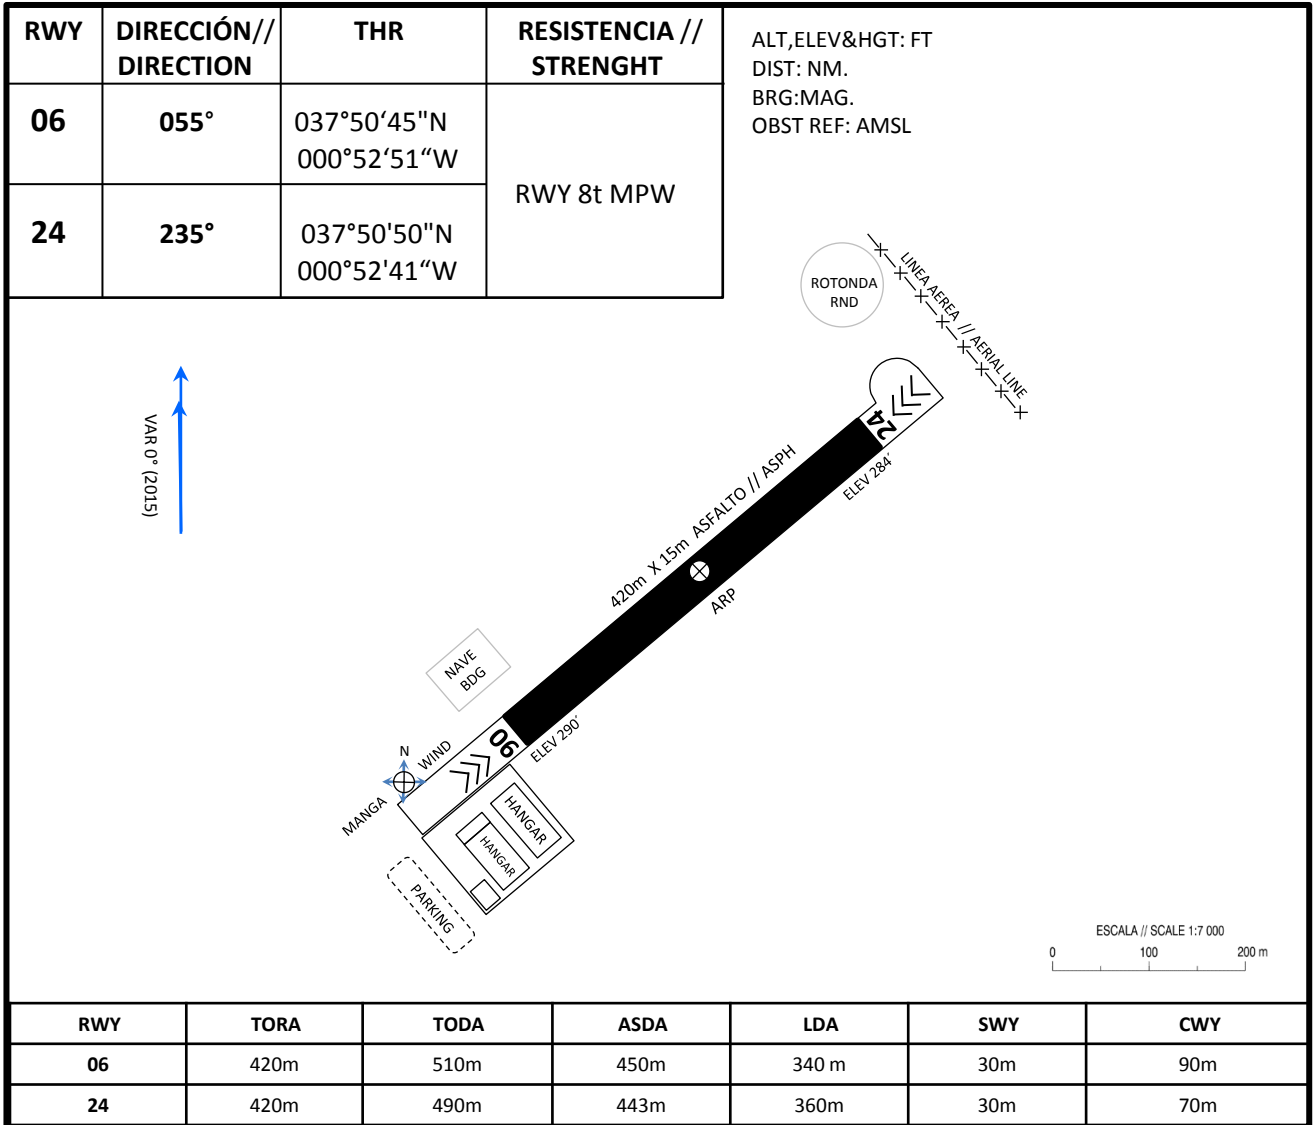 RWY DIRECCIÓN// THR RESISTENCIA //
DIRECTION STRENGHT
06 055° 037°50‘45"N
000°52‘51“W
RWY 8t MPW
24 235° 037°50'50"N
000°52'41“W
ALT,ELEV&HGT: FT
DIST: NM.
BRG:MAG.
OBST REF: AMSL
ROTONDA
RND
LINEA AEREA // AERIAL LINE
VAR 0° (2015)
24
ELEV 284´
420m X 15m ASFALTO // ASPH
ARP
NAVE
BDG
06
ELEV 290´
N
MANGA WIND
HANGAR
HANGAR
PARKING
ESCALA // SCALE 1:7 000
0 100 200 m
RWY TORA TODA ASDA LDA SWY CWY
06 420m 510m 450m 340 m 30m 90m
24 420m 490m 443m 360m 30m 70m